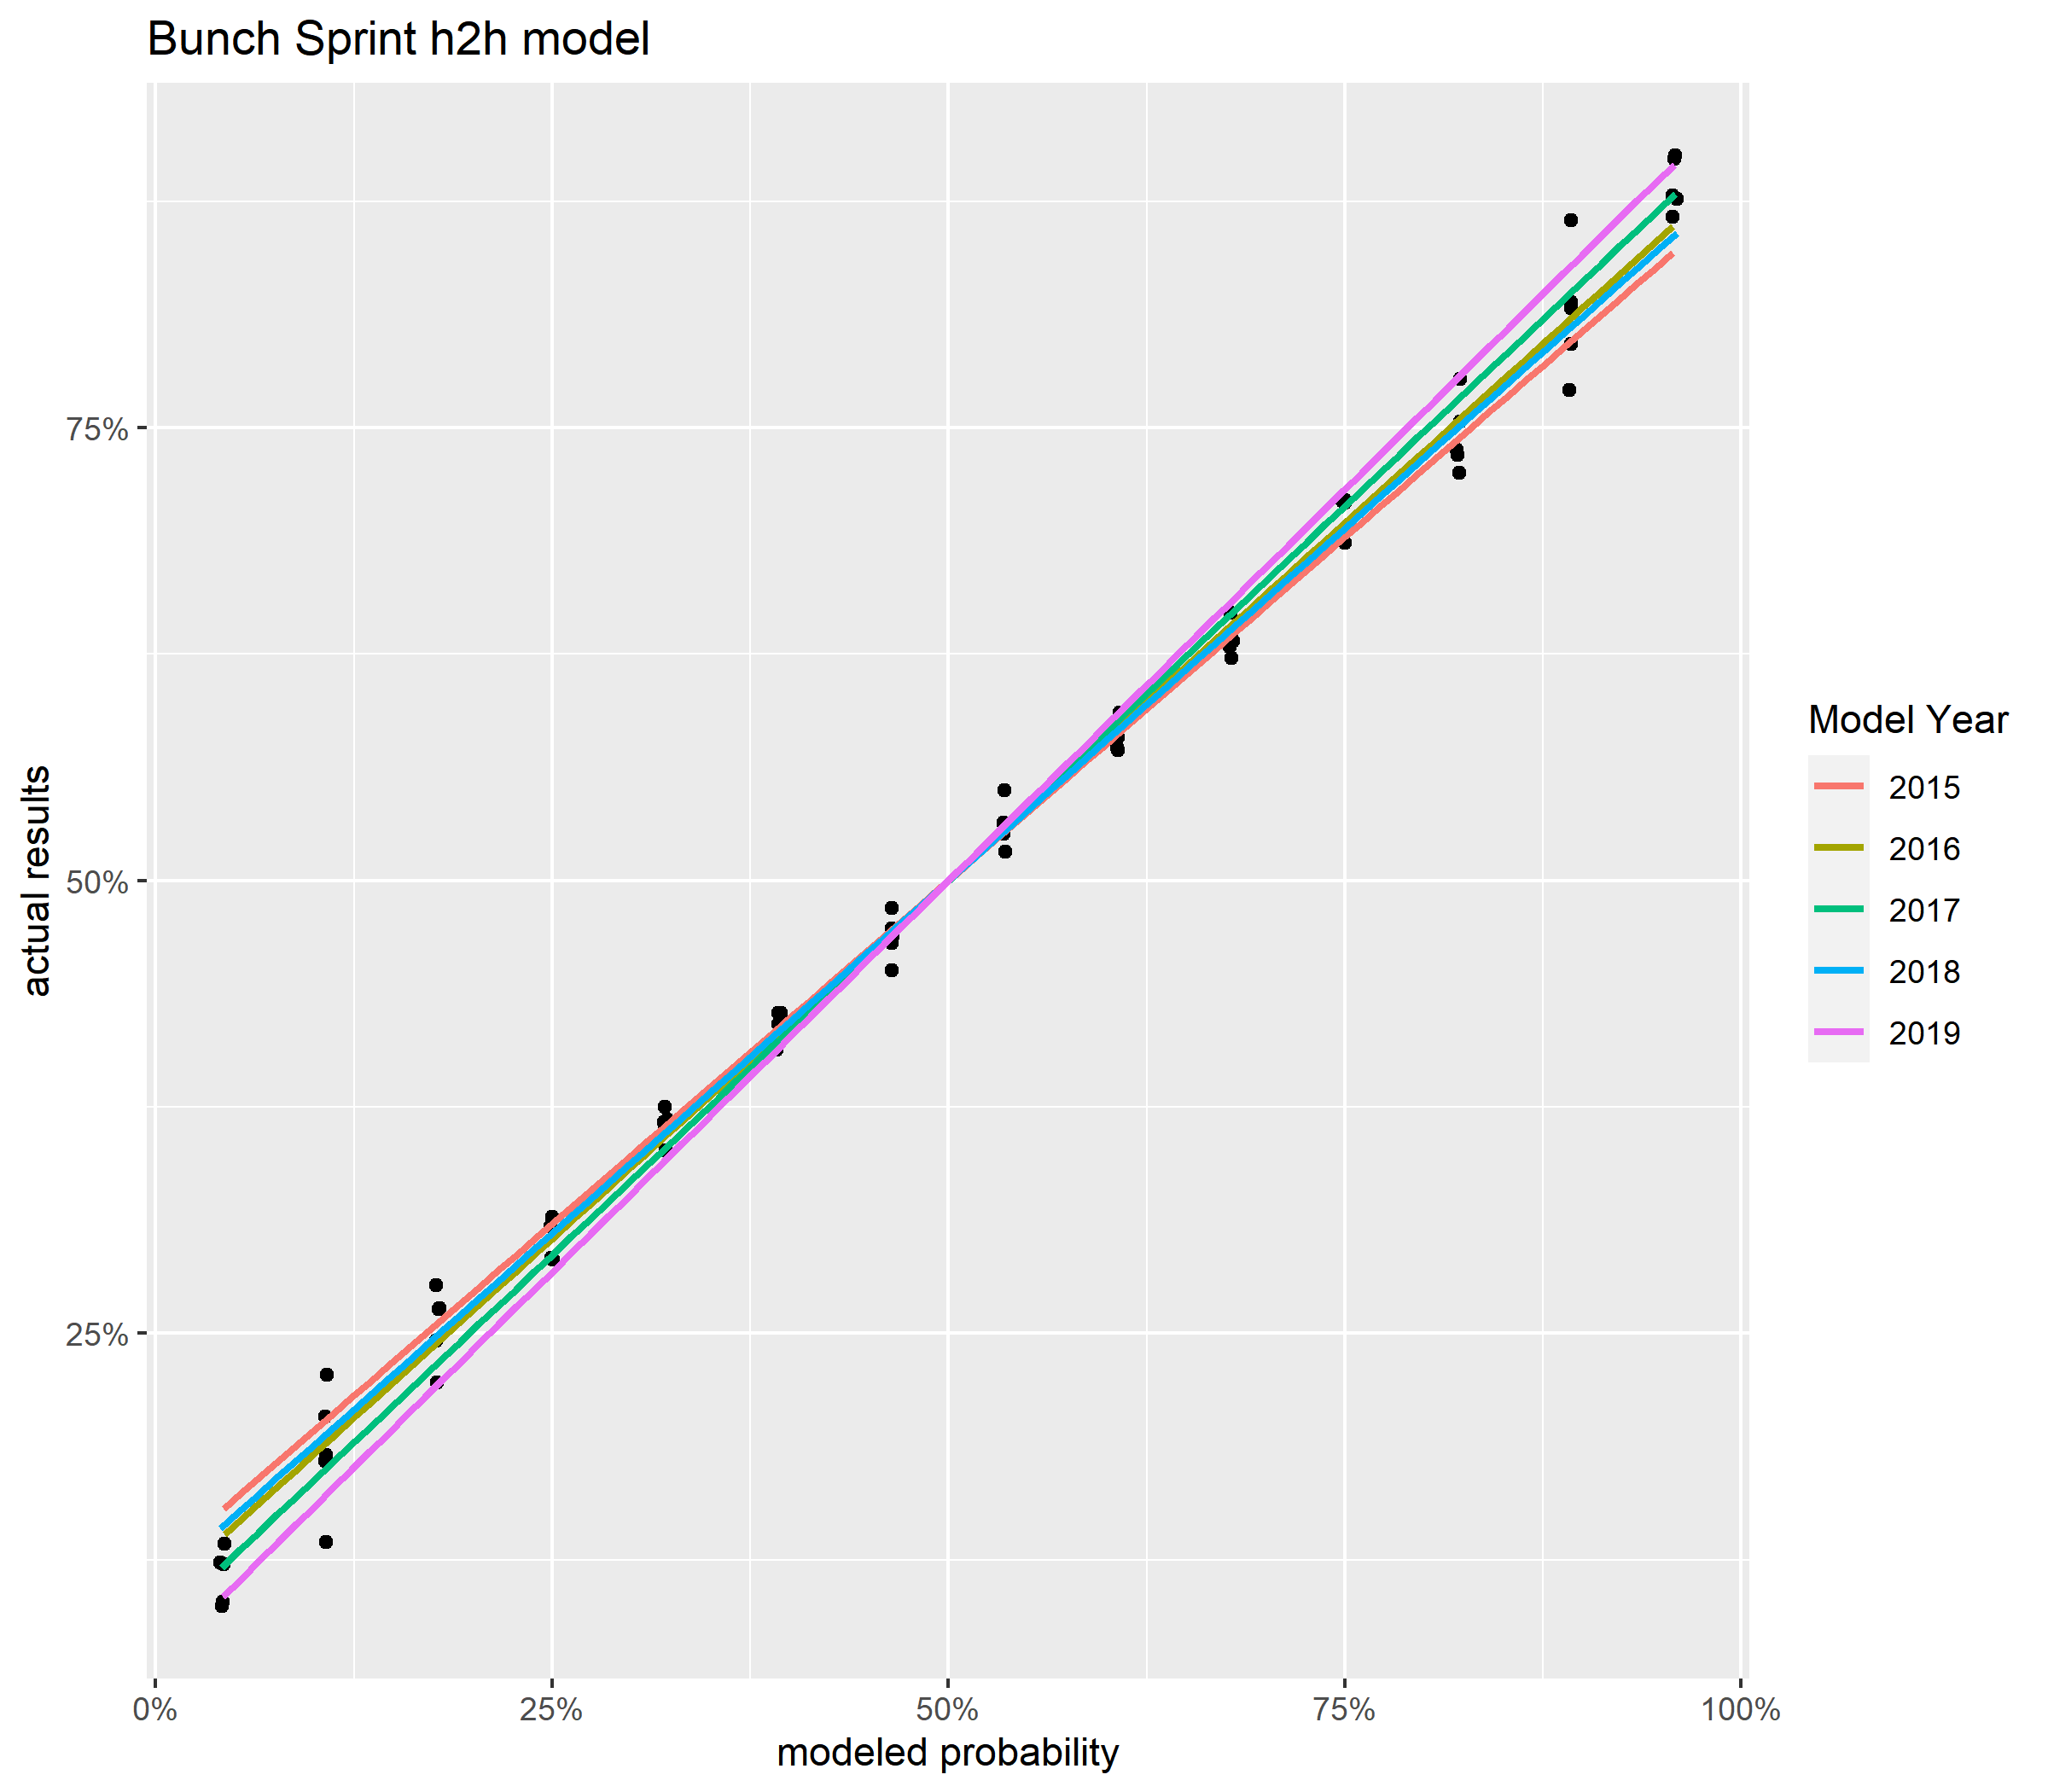 Bunch Sprint h2h model
75%
50%
25%
actual results
0% 25% 50% 75% 100%
modeled probability
Model Year
2015
2016
2017
2018
2019